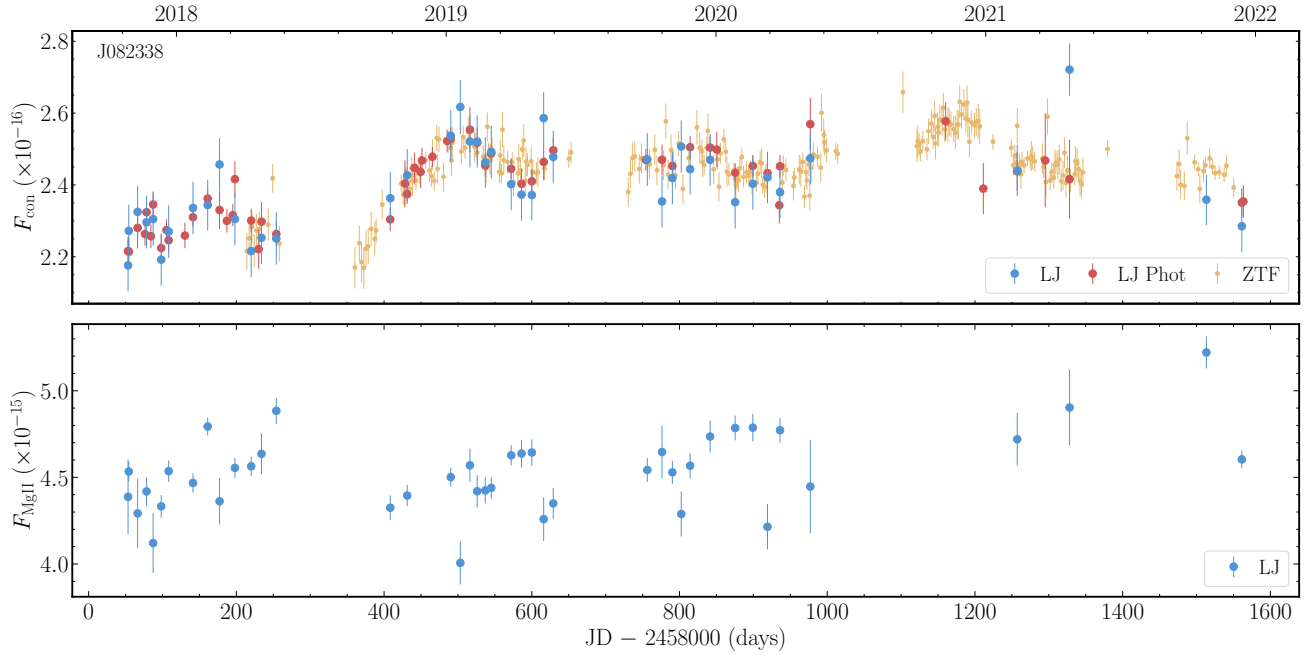 2018 2019 2020 2021 2022
J082338
2.8
2.6
2.4
2.2
F_con (×10⁻¹⁶)
LJ LJ Phot ZTF
5.0
4.5
4.0
F_MgII (×10⁻¹⁵)
LJ
0 200 400 600 800 1000 1200 1400 1600
JD − 2458000 (days)